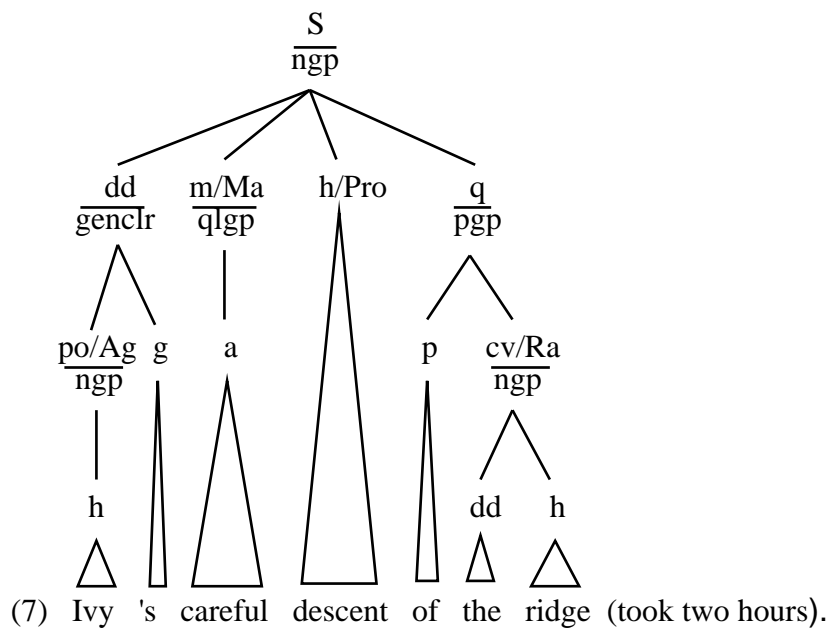 S
ngp
dd m/Ma h/Pro q
genclr qlgp pgp
po/Ag g a p cv/Ra
ngp ngp
h dd h
(7) Ivy 's careful descent of the ridge (took two hours).